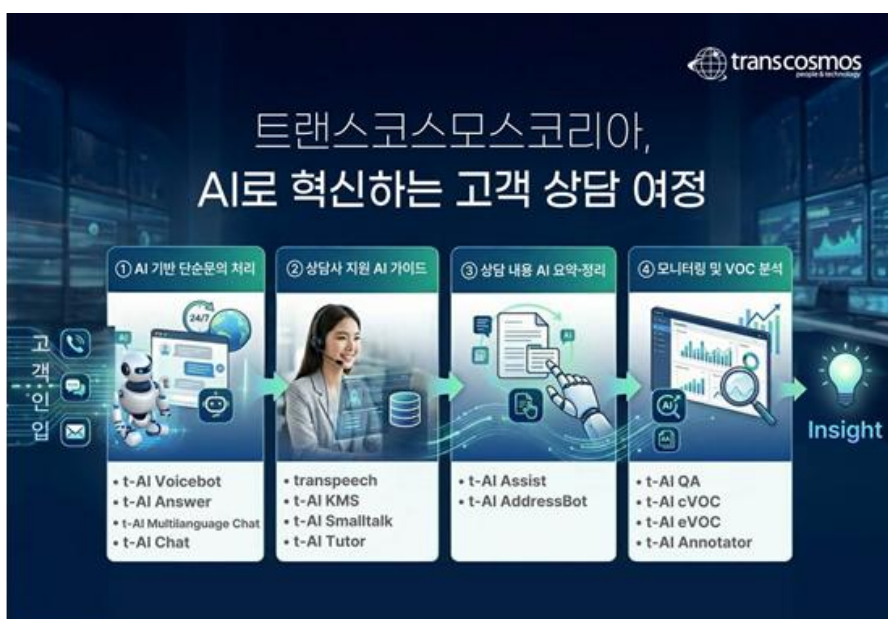 transcosmos
people & technology
트랜스코스모스코리아,
AI로 혁신하는 고객 상담 여정
고객인입
① AI 기반 단순문의 처리
24/7
AI
• t-AI Voicebot
• t-AI Answer
• t-AI Multilanguage Chat
• t-AI Chat
② 상담사 지원 AI 가이드
• transpeech
• t-AI KMS
• t-AI Smalltalk
• t-AI Tutor
③ 상담 내용 AI 요약-정리
AI
• t-AI Assist
• t-AI AddressBot
④ 모니터링 및 VOC 분석
AI
• t-AI QA
• t-AI cVOC
• t-AI eVOC
• t-AI Annotator
Insight